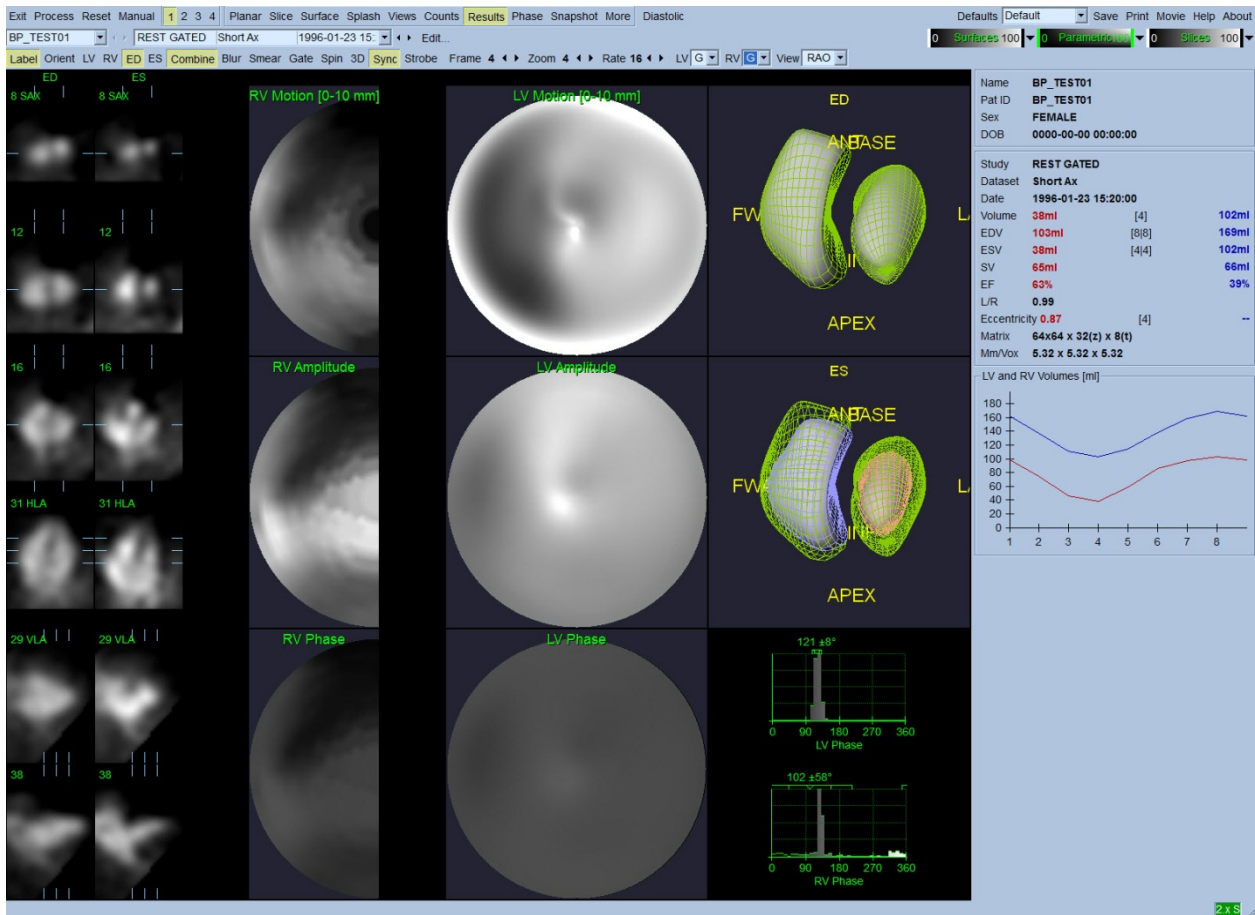 Exit Process Reset Manual 1 2 3 4 Planar Slice Surface Splash Views Counts Results Phase Snapshot More Diastolic Defaults Default Save Print Movie Help About
BP_TEST01 REST GATED Short Ax 1996-01-23 15: Edit... 0 Surfaces 100 0 Parametric 100 0 Slices 100
Label Orient LV RV ED ES Combine Blur Smear Gate Spin 3D Sync Strobe Frame 4 Zoom 4 Rate 16 LV G RV G View RAO
ED ES
8 SAX 8 SAX
12 12
16 16
31 HLA 31 HLA
29 VLA 29 VLA
38 38
RV Motion [0-10 mm] LV Motion [0-10 mm]
RV Amplitude LV Amplitude
RV Phase LV Phase
ED
ANT BASE
FW
APEX
ES
ANT BASE
FW
INF
APEX
121 ±8°
0 90 180 270 360
LV Phase
102 ±58°
0 90 180 270 360
RV Phase
Name BP_TEST01
Pat ID BP_TEST01
Sex FEMALE
DOB 0000-00-00 00:00:00
Study REST GATED
Dataset Short Ax
Date 1996-01-23 15:20:00
Volume 38ml [4] 102ml
EDV 103ml [8|8] 169ml
ESV 38ml [4|4] 102ml
SV 65ml 66ml
EF 63% 39%
L/R 0.99
Eccentricity 0.87 [4] --
Matrix 64x64 x 32(z) x 8(t)
Mm/Vox 5.32 x 5.32 x 5.32
LV and RV Volumes [ml]
180
160
140
120
100
80
60
40
20
0
1 2 3 4 5 6 7 8
2 x S